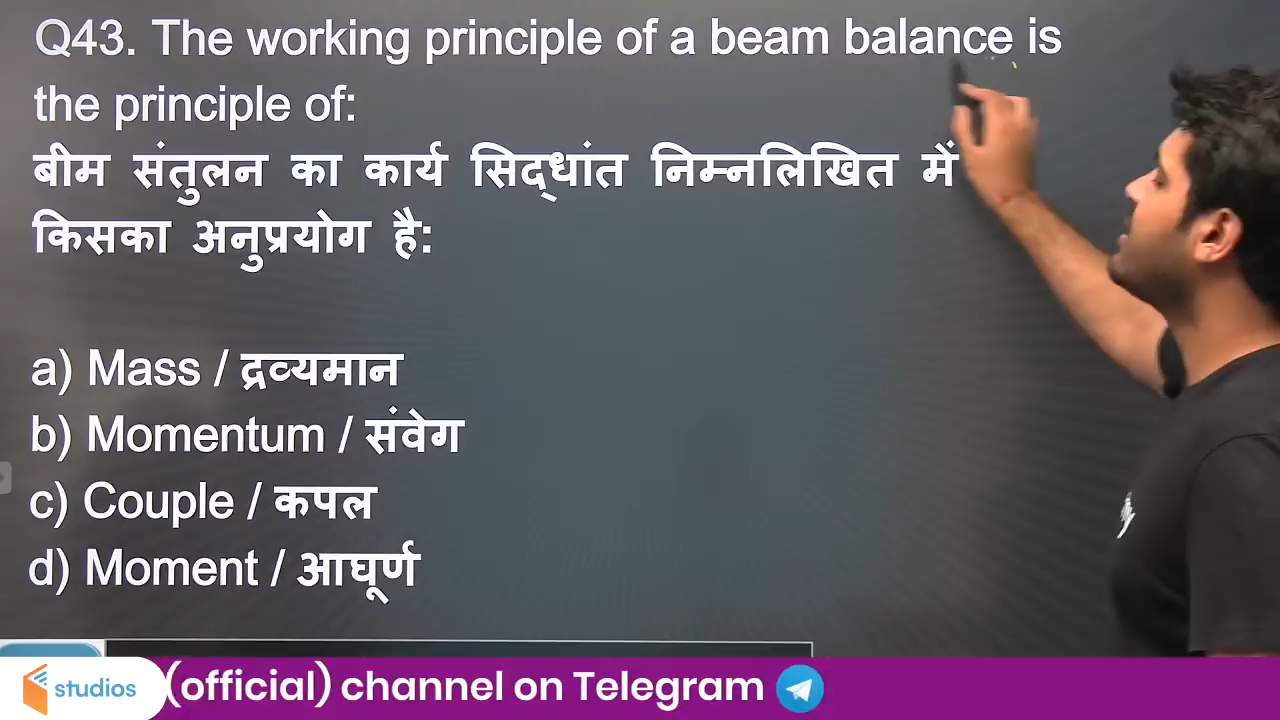 Q43. The working principle of a beam balance is
the principle of:
बीम संतुलन का कार्य सिद्धांत निम्नलिखित में
किसका अनुप्रयोग है:
a) Mass / द्रव्यमान
b) Momentum / संवेग
c) Couple / कपल
d) Moment / आघूर्ण
studios (official) channel on Telegram